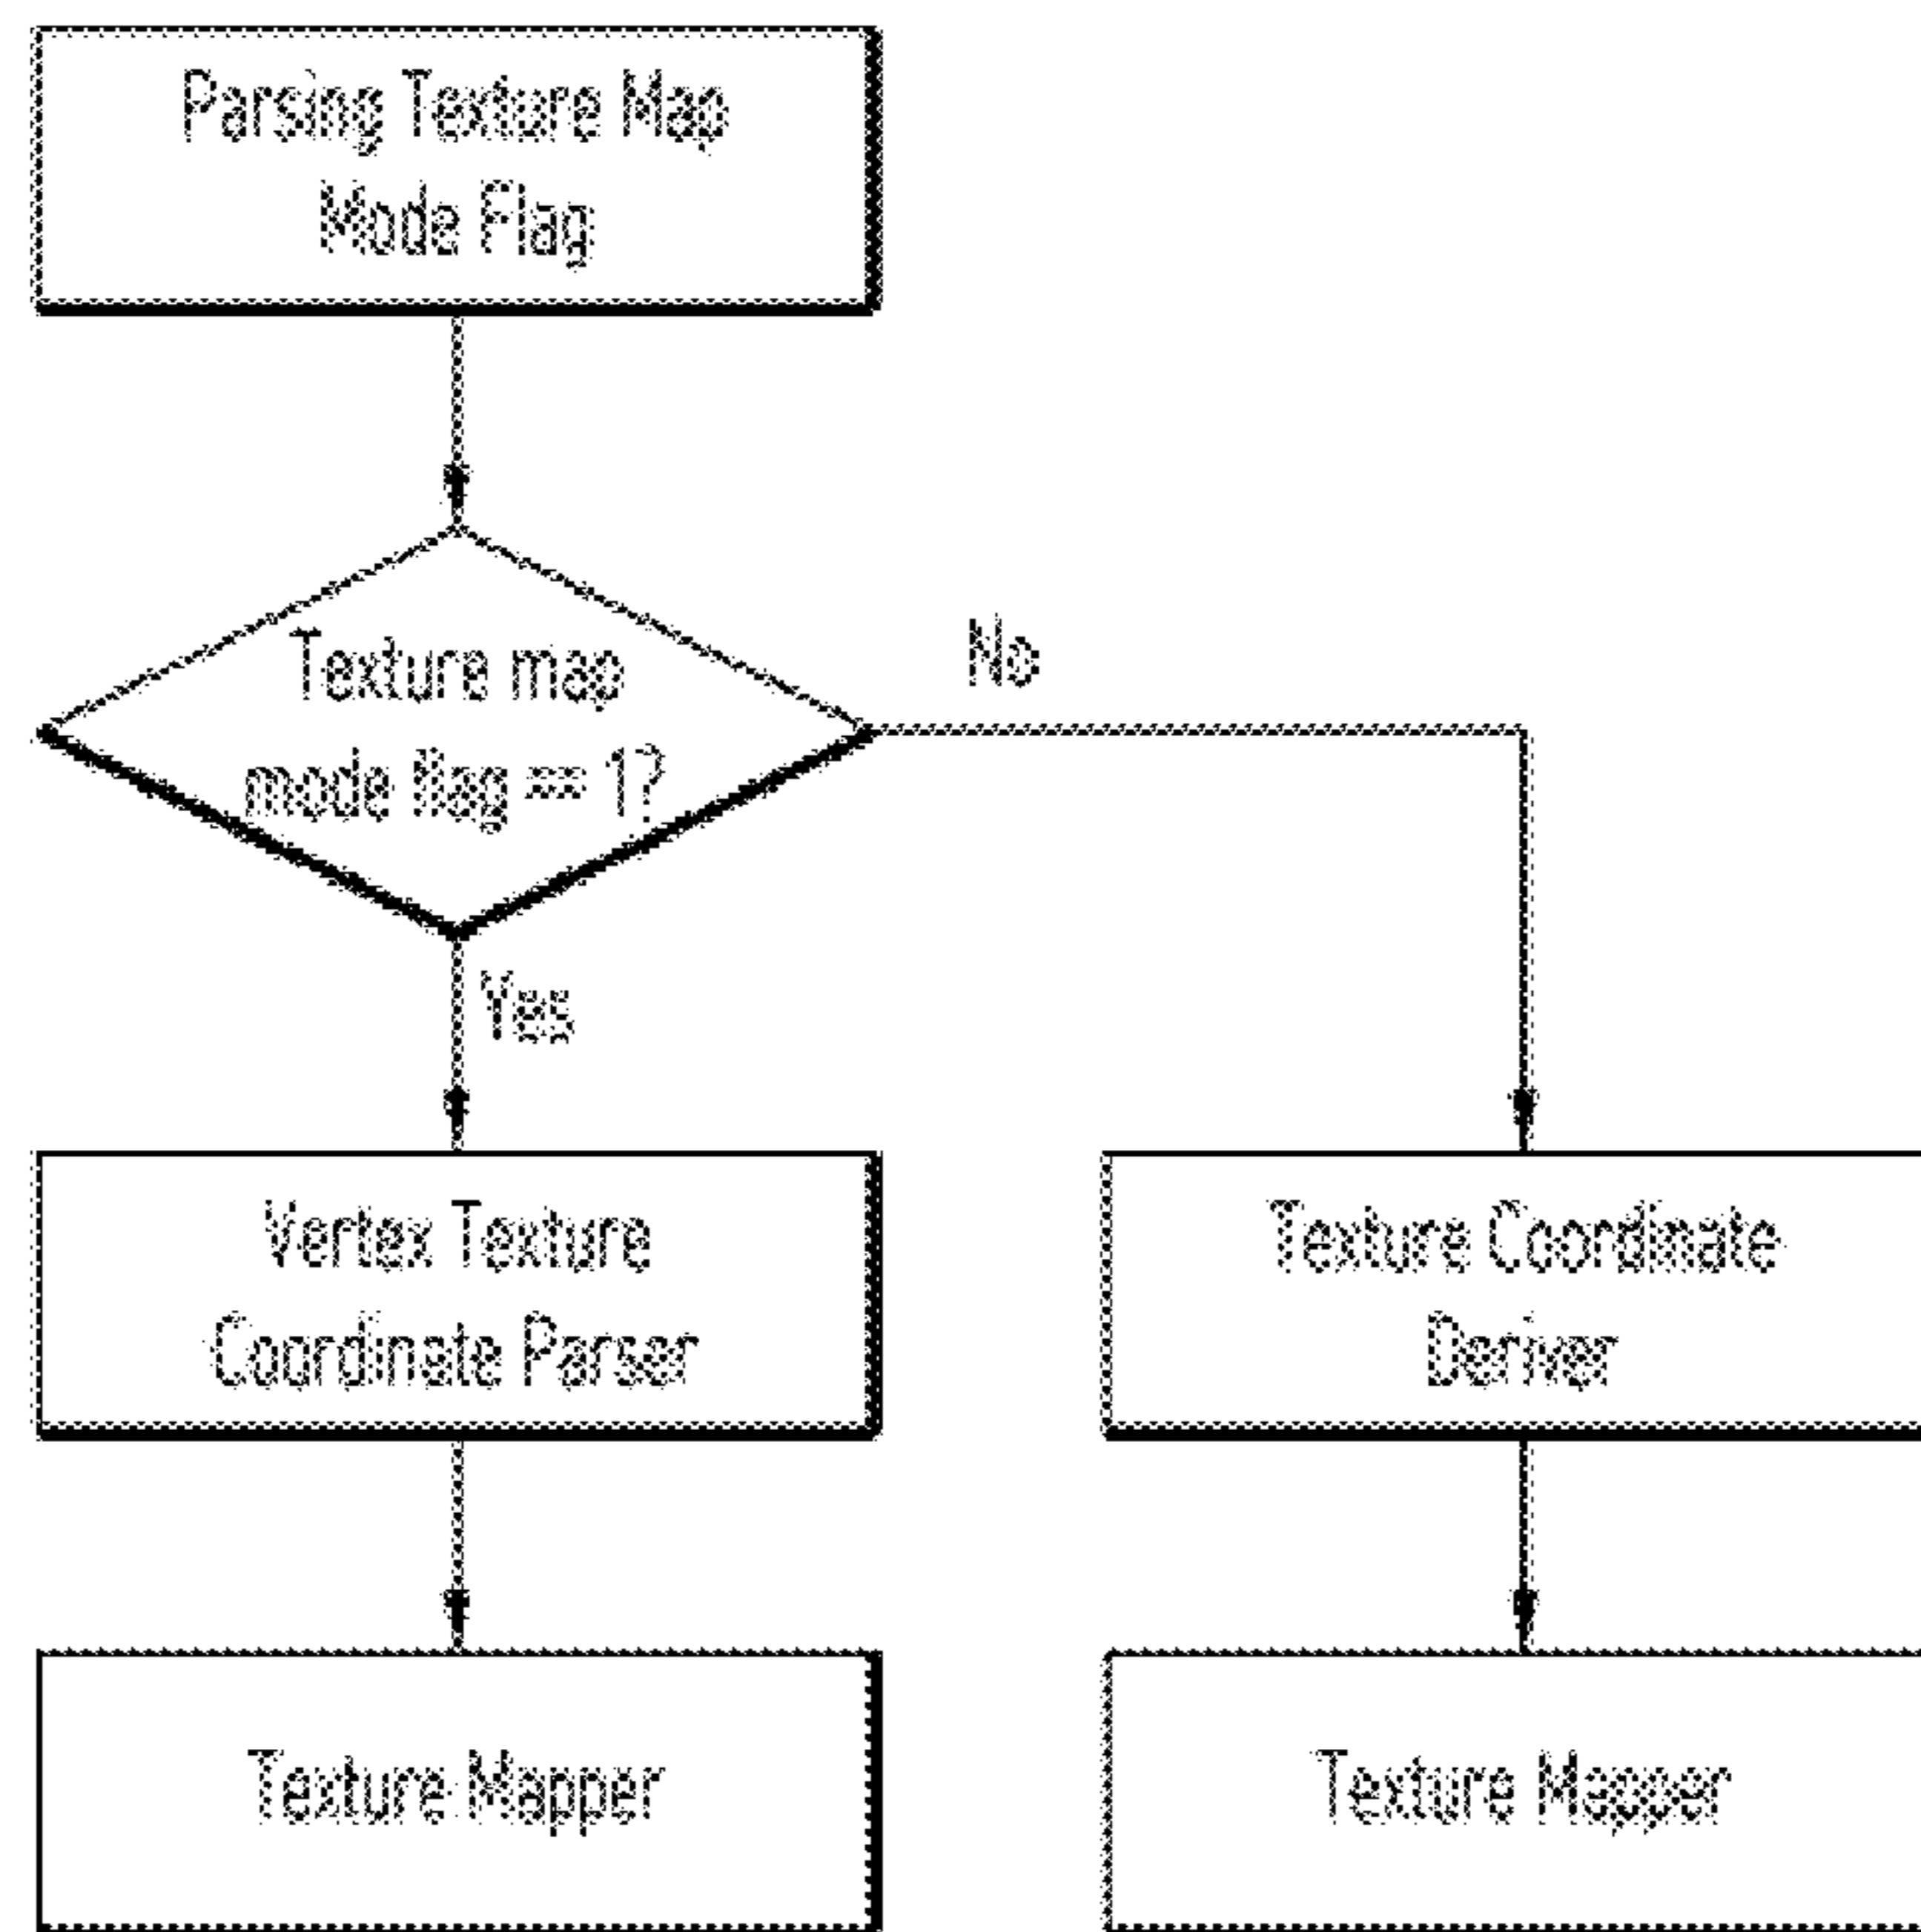 Parsing Texture Map
Mode Flag
Texture map
mode flag == 1?
No
Yes
Vertex Texture
Coordinate Parser
Texture Coordinate
Deriver
Texture Mapper
Texture Mapper